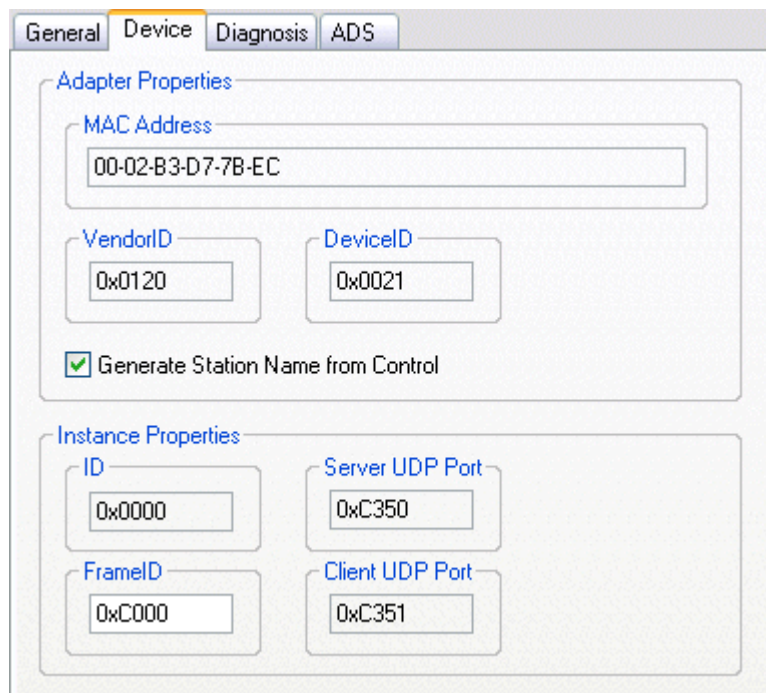 General Device Diagnosis ADS
Adapter Properties
MAC Address
00-02-B3-D7-7B-EC
VendorID DeviceID
0x0120 0x0021
Generate Station Name from Control
Instance Properties
ID Server UDP Port
0x0000 0xC350
FrameID Client UDP Port
0xC000 0xC351